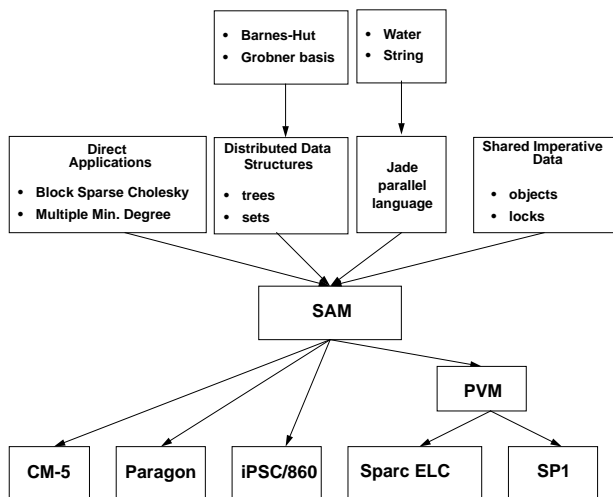 • Barnes-Hut
• Grobner basis
• Water
• String
Direct
Applications
• Block Sparse Cholesky
• Multiple Min. Degree
Distributed Data
Structures
• trees
• sets
Jade
parallel
language
Shared Imperative
Data
• objects
• locks
SAM
PVM
CM-5
Paragon
iPSC/860
Sparc ELC
SP1